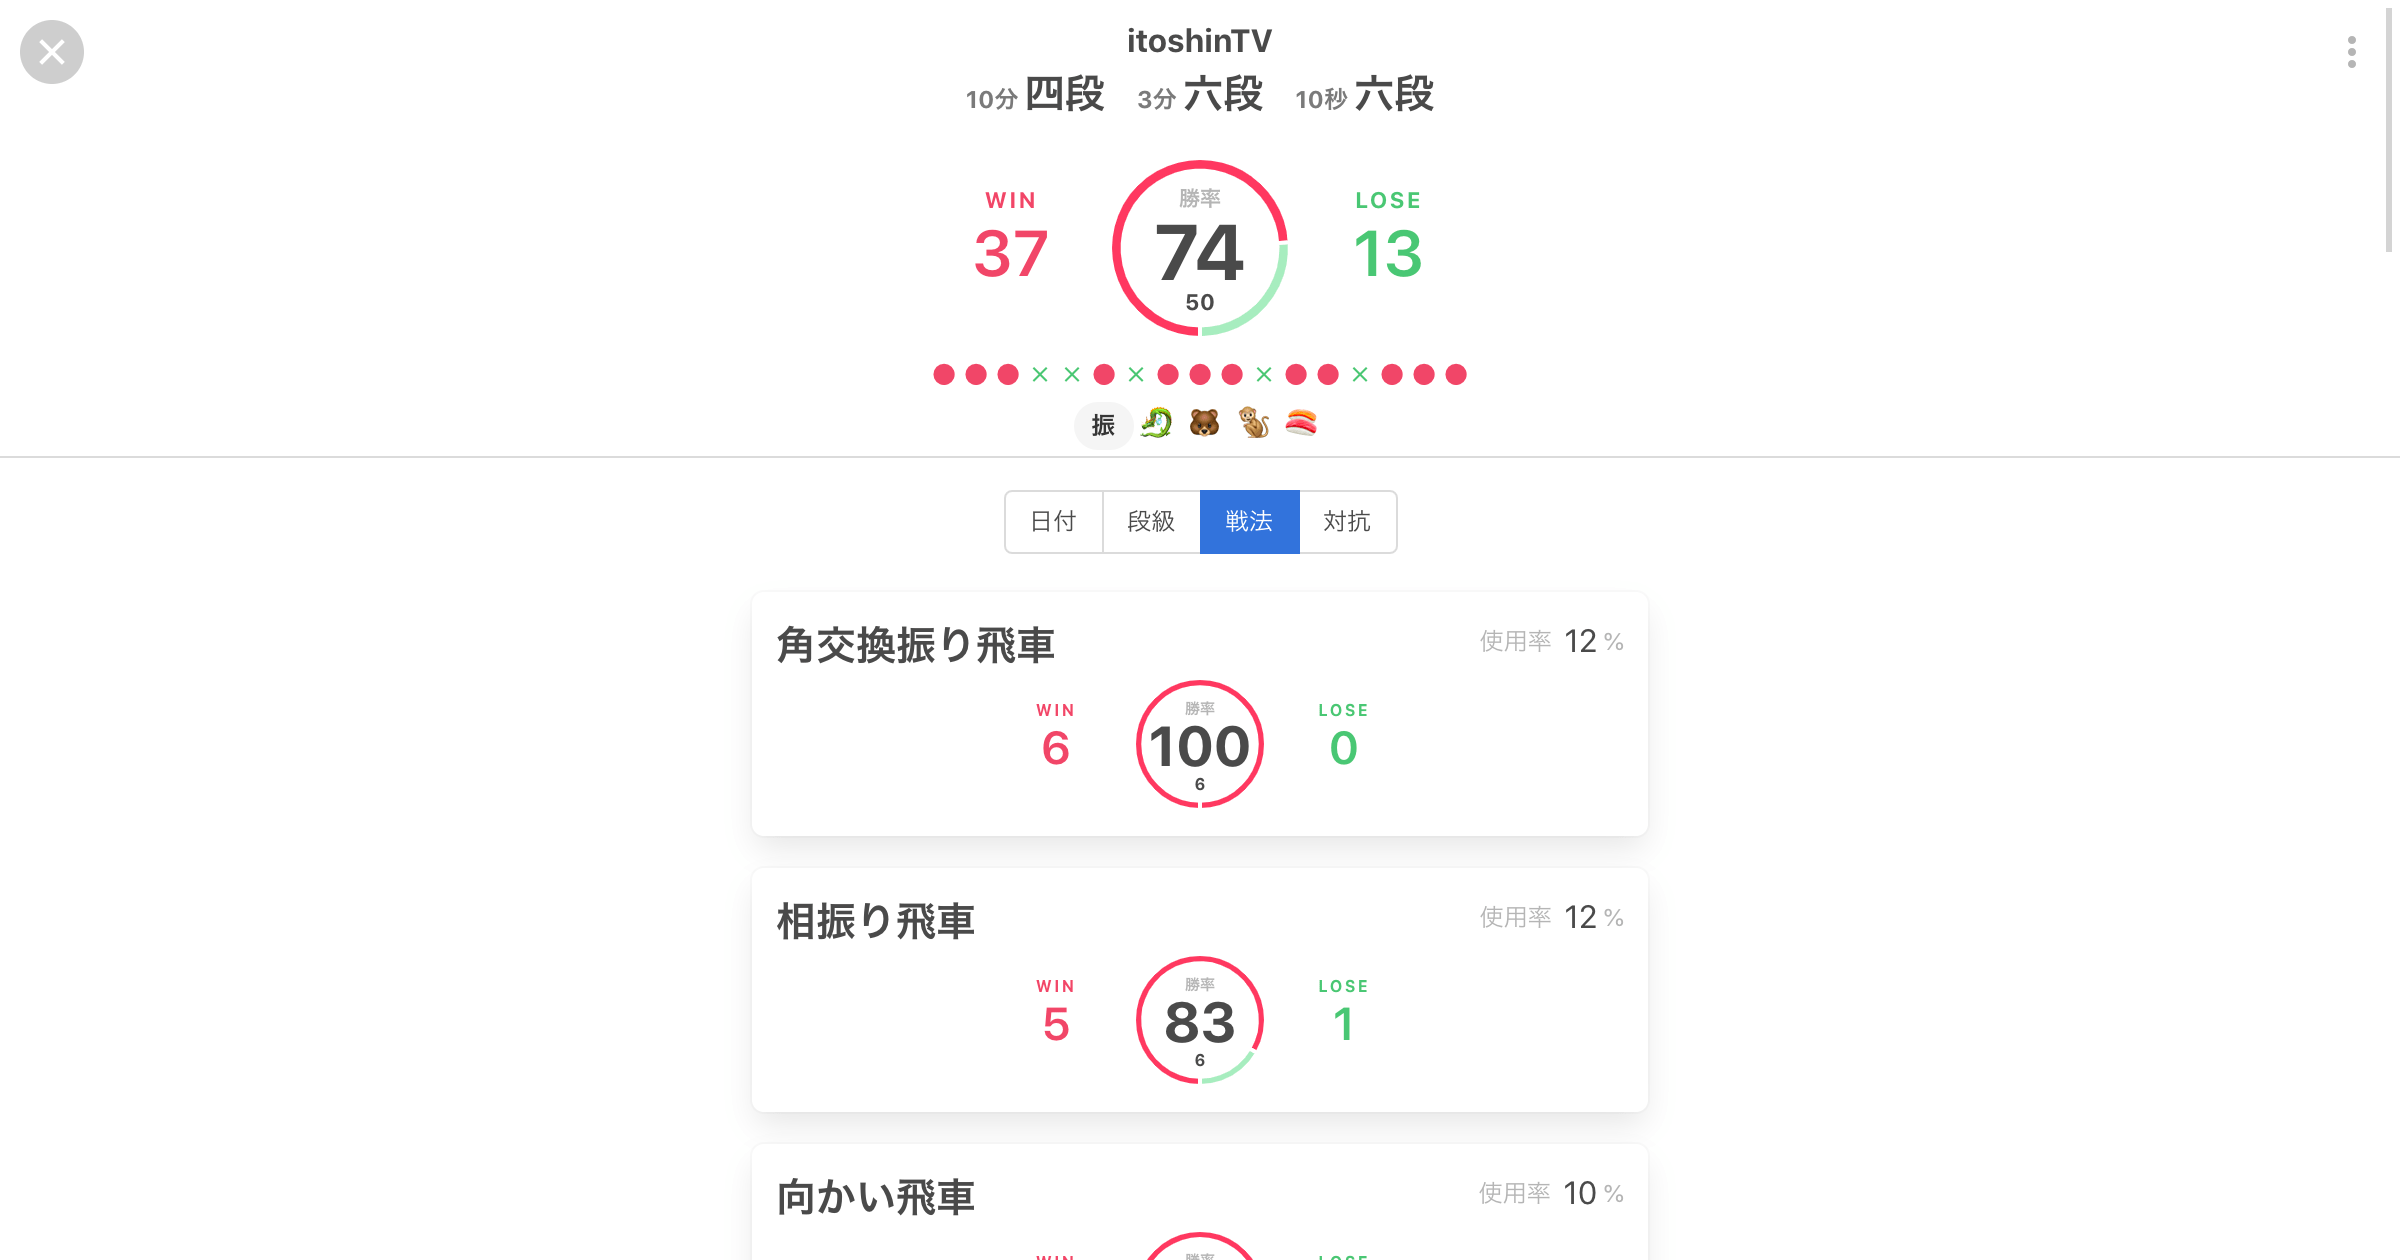 itoshinTV
10分 四段 3分 六段 10秒 六段
WIN 勝率 LOSE
37 74 13
50
振
日付 段級 戦法 対抗
角交換振り飛車 使用率 12 %
WIN 勝率 LOSE
6 100 0
6
相振り飛車 使用率 12 %
WIN 勝率 LOSE
5 83 1
6
向かい飛車 使用率 10 %
WIN 勝率 LOSE